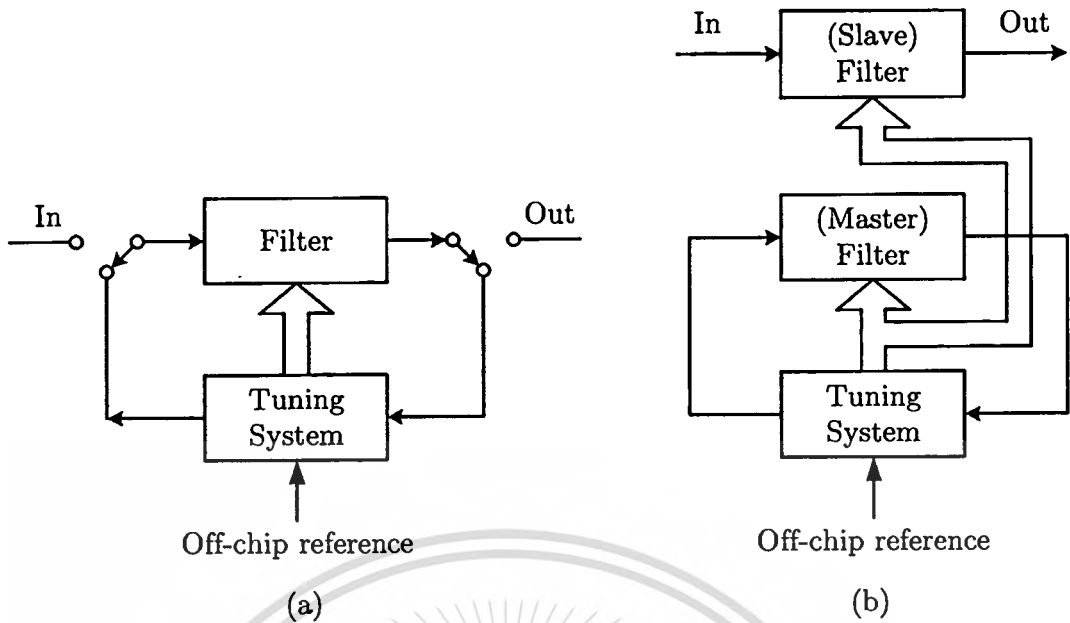 In
Filter
Out
Tuning
System
Off-chip reference
(a)
In
(Slave)
Filter
Out
(Master)
Filter
Tuning
System
Off-chip reference
(b)